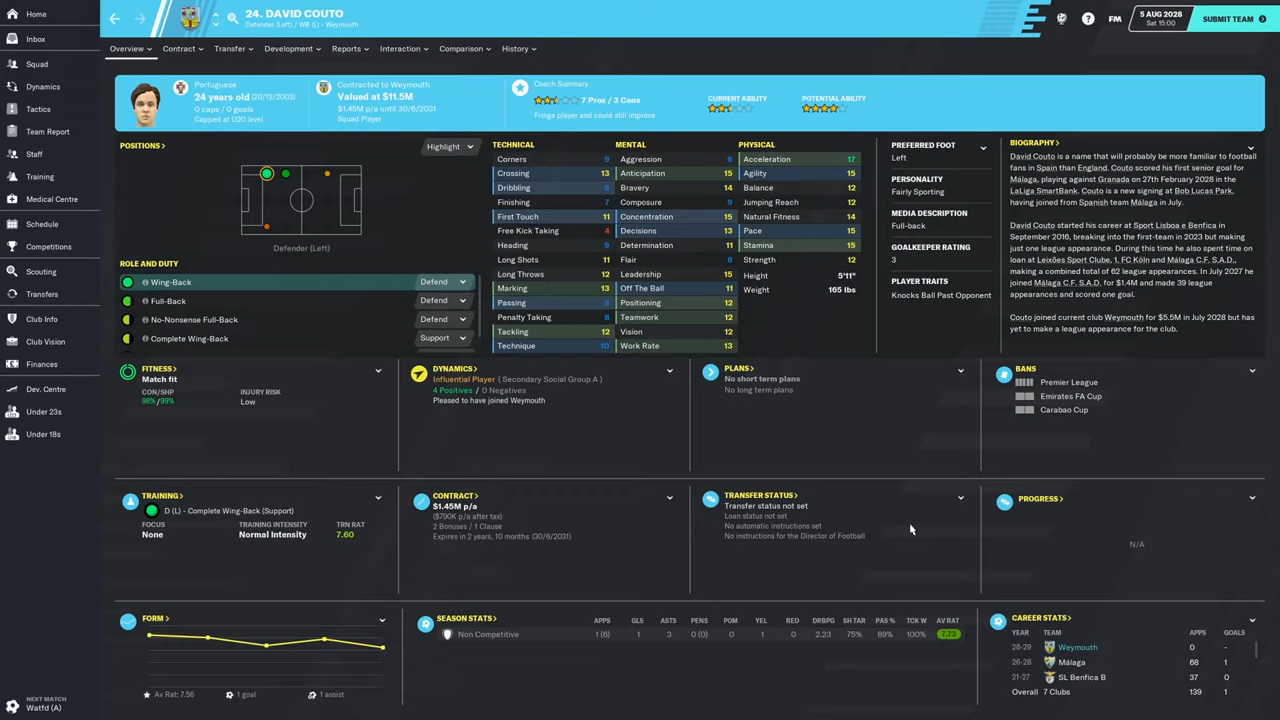 Home
Inbox
Squad
Dynamics
Tactics
Team Report
Staff
Training
Medical Centre
Schedule
Competitions
Scouting
Transfers
Club Info
Club Vision
Finances
Dev. Centre
Under 23s
Under 18s
NEXT MATCH
Watfd (A)
24. DAVID COUTO
Defender (Left) / WB (L) - Weymouth
FM
5 AUG 2028
Sat 15:00
SUBMIT TEAM
Overview
Contract
Transfer
Development
Reports
Interaction
Comparison
History
Portuguese
24 years old (20/12/2003)
0 caps / 0 goals
Capped at U20 level
Contracted to Weymouth
Valued at $11.5M
$1.45M p/a until 30/6/2031
Squad Player
Coach Summary
7 Pros / 3 Cons
Fringe player and could still improve
CURRENT ABILITY
POTENTIAL ABILITY
POSITIONS
Highlight
Defender (Left)
ROLE AND DUTY
Wing-Back Defend
Full-Back Defend
No-Nonsense Full-Back Defend
Complete Wing-Back Support
TECHNICAL
Corners 9
Crossing 13
Dribbling 9
Finishing 7
First Touch 11
Free Kick Taking 4
Heading 9
Long Shots 11
Long Throws 12
Marking 13
Passing 9
Penalty Taking 8
Tackling 12
Technique 10
MENTAL
Aggression 6
Anticipation 15
Bravery 14
Composure 9
Concentration 15
Decisions 13
Determination 11
Flair 8
Leadership 15
Off The Ball 11
Positioning 12
Teamwork 12
Vision 12
Work Rate 13
PHYSICAL
Acceleration 17
Agility 15
Balance 12
Jumping Reach 12
Natural Fitness 14
Pace 15
Stamina 15
Strength 12
Height 5'11"
Weight 165 lbs
PREFERRED FOOT
Left
PERSONALITY
Fairly Sporting
MEDIA DESCRIPTION
Full-back
GOALKEEPER RATING
3
PLAYER TRAITS
Knocks Ball Past Opponent
BIOGRAPHY
David Couto is a name that will probably be more familiar to football
fans in Spain than England. Couto scored his first senior goal for
Málaga, playing against Granada on 27th February 2028 in the
LaLiga SmartBank. Couto is a new signing at Bob Lucas Park,
having joined from Spanish team Málaga in July.
David Couto started his career at Sport Lisboa e Benfica in
September 2016, breaking into the first-team in 2023 but making
just one league appearance. During this time he also spent time on
loan at Leixões Sport Clube, 1. FC Köln and Málaga C.F. S.A.D.,
making a combined total of 62 league appearances. In July 2027 he
joined Málaga C.F. S.A.D. for $1.4M and made 39 league
appearances and scored one goal.
Couto joined current club Weymouth for $5.5M in July 2028 but has
yet to make a league appearance for the club.
FITNESS
Match fit
CON/SHP
98%/99%
INJURY RISK
Low
DYNAMICS
Influential Player ( Secondary Social Group A )
4 Positives / 0 Negatives
Pleased to have joined Weymouth
PLANS
No short term plans
No long term plans
BANS
Premier League
Emirates FA Cup
Carabao Cup
TRAINING
D (L) - Complete Wing-Back (Support)
FOCUS
None
TRAINING INTENSITY
Normal Intensity
TRN RAT
7.60
CONTRACT
$1.45M p/a
($790K p/a after tax)
2 Bonuses / 1 Clause
Expires in 2 years, 10 months (30/6/2031)
TRANSFER STATUS
Transfer status not set
Loan status not set
No automatic instructions set
No instructions for the Director of Football
PROGRESS
N/A
FORM
Av Rat: 7.56
1 goal
1 assist
SEASON STATS APPS GLS ASTS PENS POM YEL RED DRBPG SH TAR PAS % TCK W AV RAT
Non Competitive 1 (6) 1 3 0 (0) 0 1 0 2.23 75% 89% 100% 7.73
CAREER STATS
YEAR TEAM APPS GOALS
28-29 Weymouth 0 -
26-28 Málaga 68 1
21-27 SL Benfica B 37 0
Overall 7 Clubs 139 1